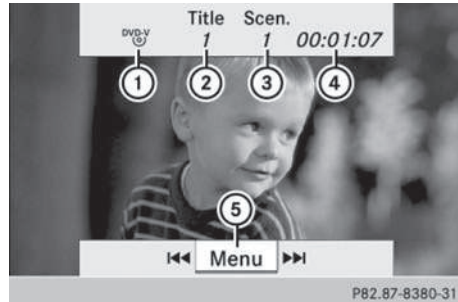 Title Scen.
DVD-V 1 1 00:01:07
1 2 3 4
5
Menu
P82.87-8380-31